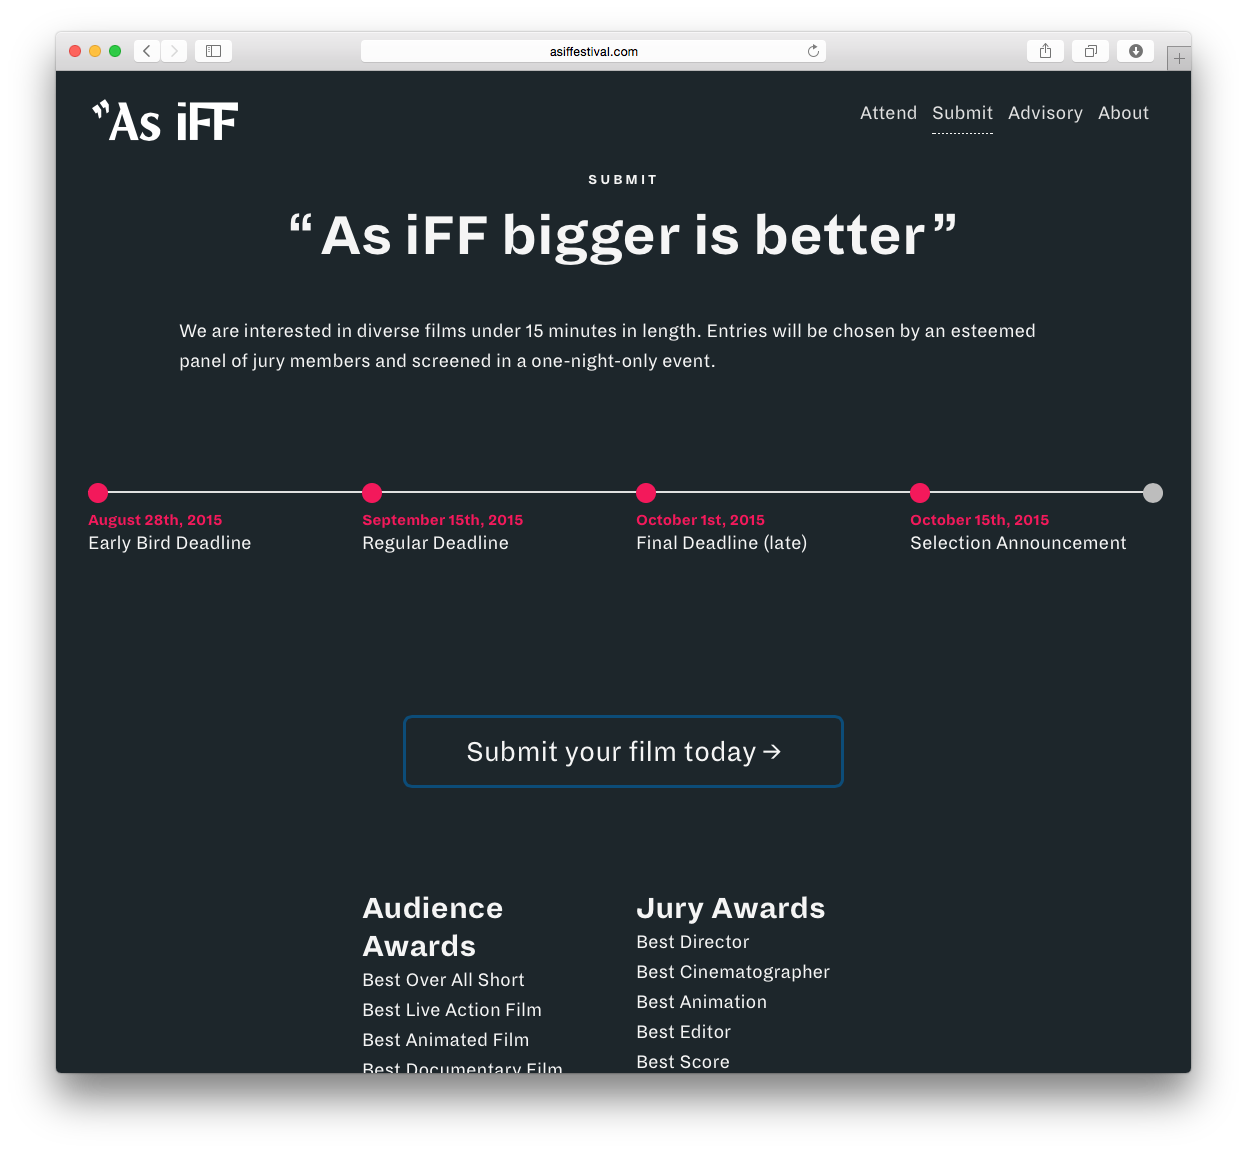 asiffestival.com
"As iFF
Attend Submit Advisory About
SUBMIT
“As iFF bigger is better”
We are interested in diverse films under 15 minutes in length. Entries will be chosen by an esteemed
panel of jury members and screened in a one-night-only event.
August 28th, 2015
Early Bird Deadline
September 15th, 2015
Regular Deadline
October 1st, 2015
Final Deadline (late)
October 15th, 2015
Selection Announcement
Submit your film today →
Audience
Awards
Best Over All Short
Best Live Action Film
Best Animated Film
Best Documentary Film
Jury Awards
Best Director
Best Cinematographer
Best Animation
Best Editor
Best Score